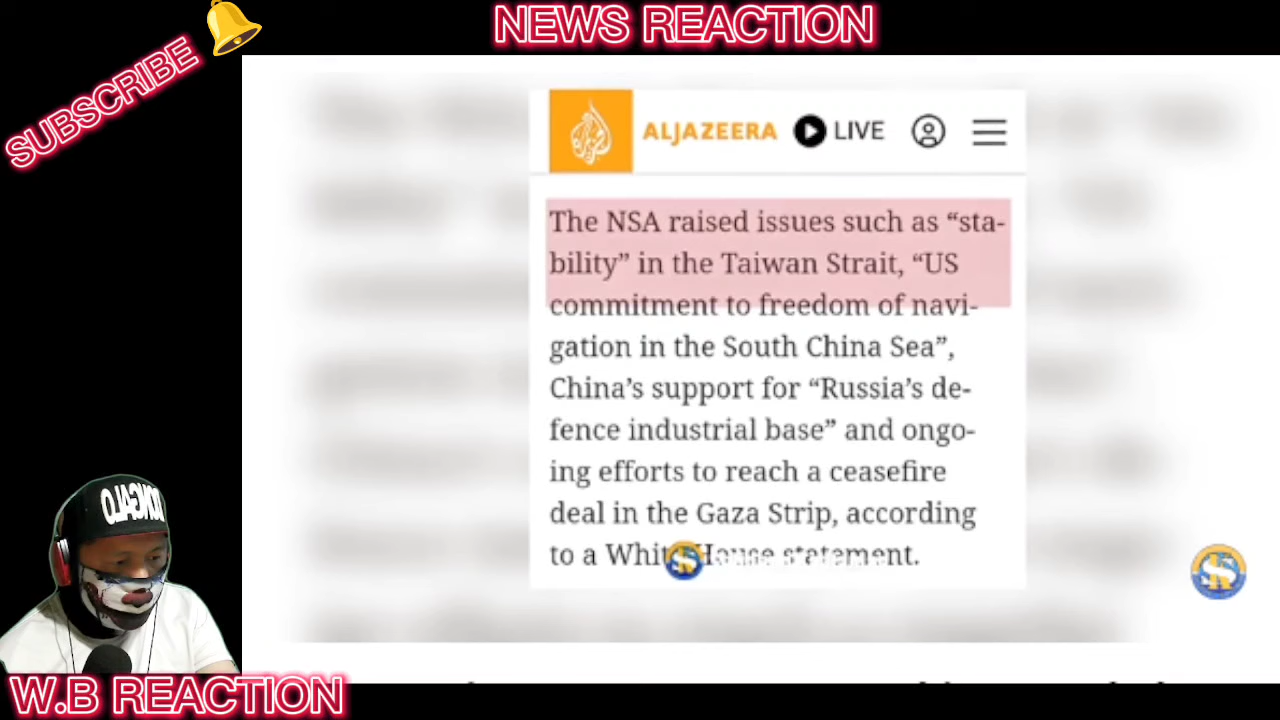 NEWS REACTION
SUBSCRIBE
ALJAZEERA LIVE
The NSA raised issues such as “sta-
bility” in the Taiwan Strait, “US
commitment to freedom of navi-
gation in the South China Sea”,
China’s support for “Russia’s de-
fence industrial base” and ongo-
ing efforts to reach a ceasefire
deal in the Gaza Strip, according
to a White House statement.
DONGALO
W.B REACTION